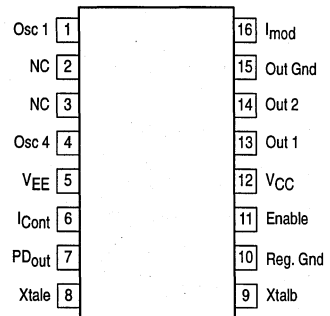 Osc 1 1 16 Imod
NC 2 15 Out Gnd
NC 3 14 Out 2
Osc 4 4 13 Out 1
VEE 5 12 VCC
ICont 6 11 Enable
PDout 7 10 Reg. Gnd
Xtale 8 9 Xtalb